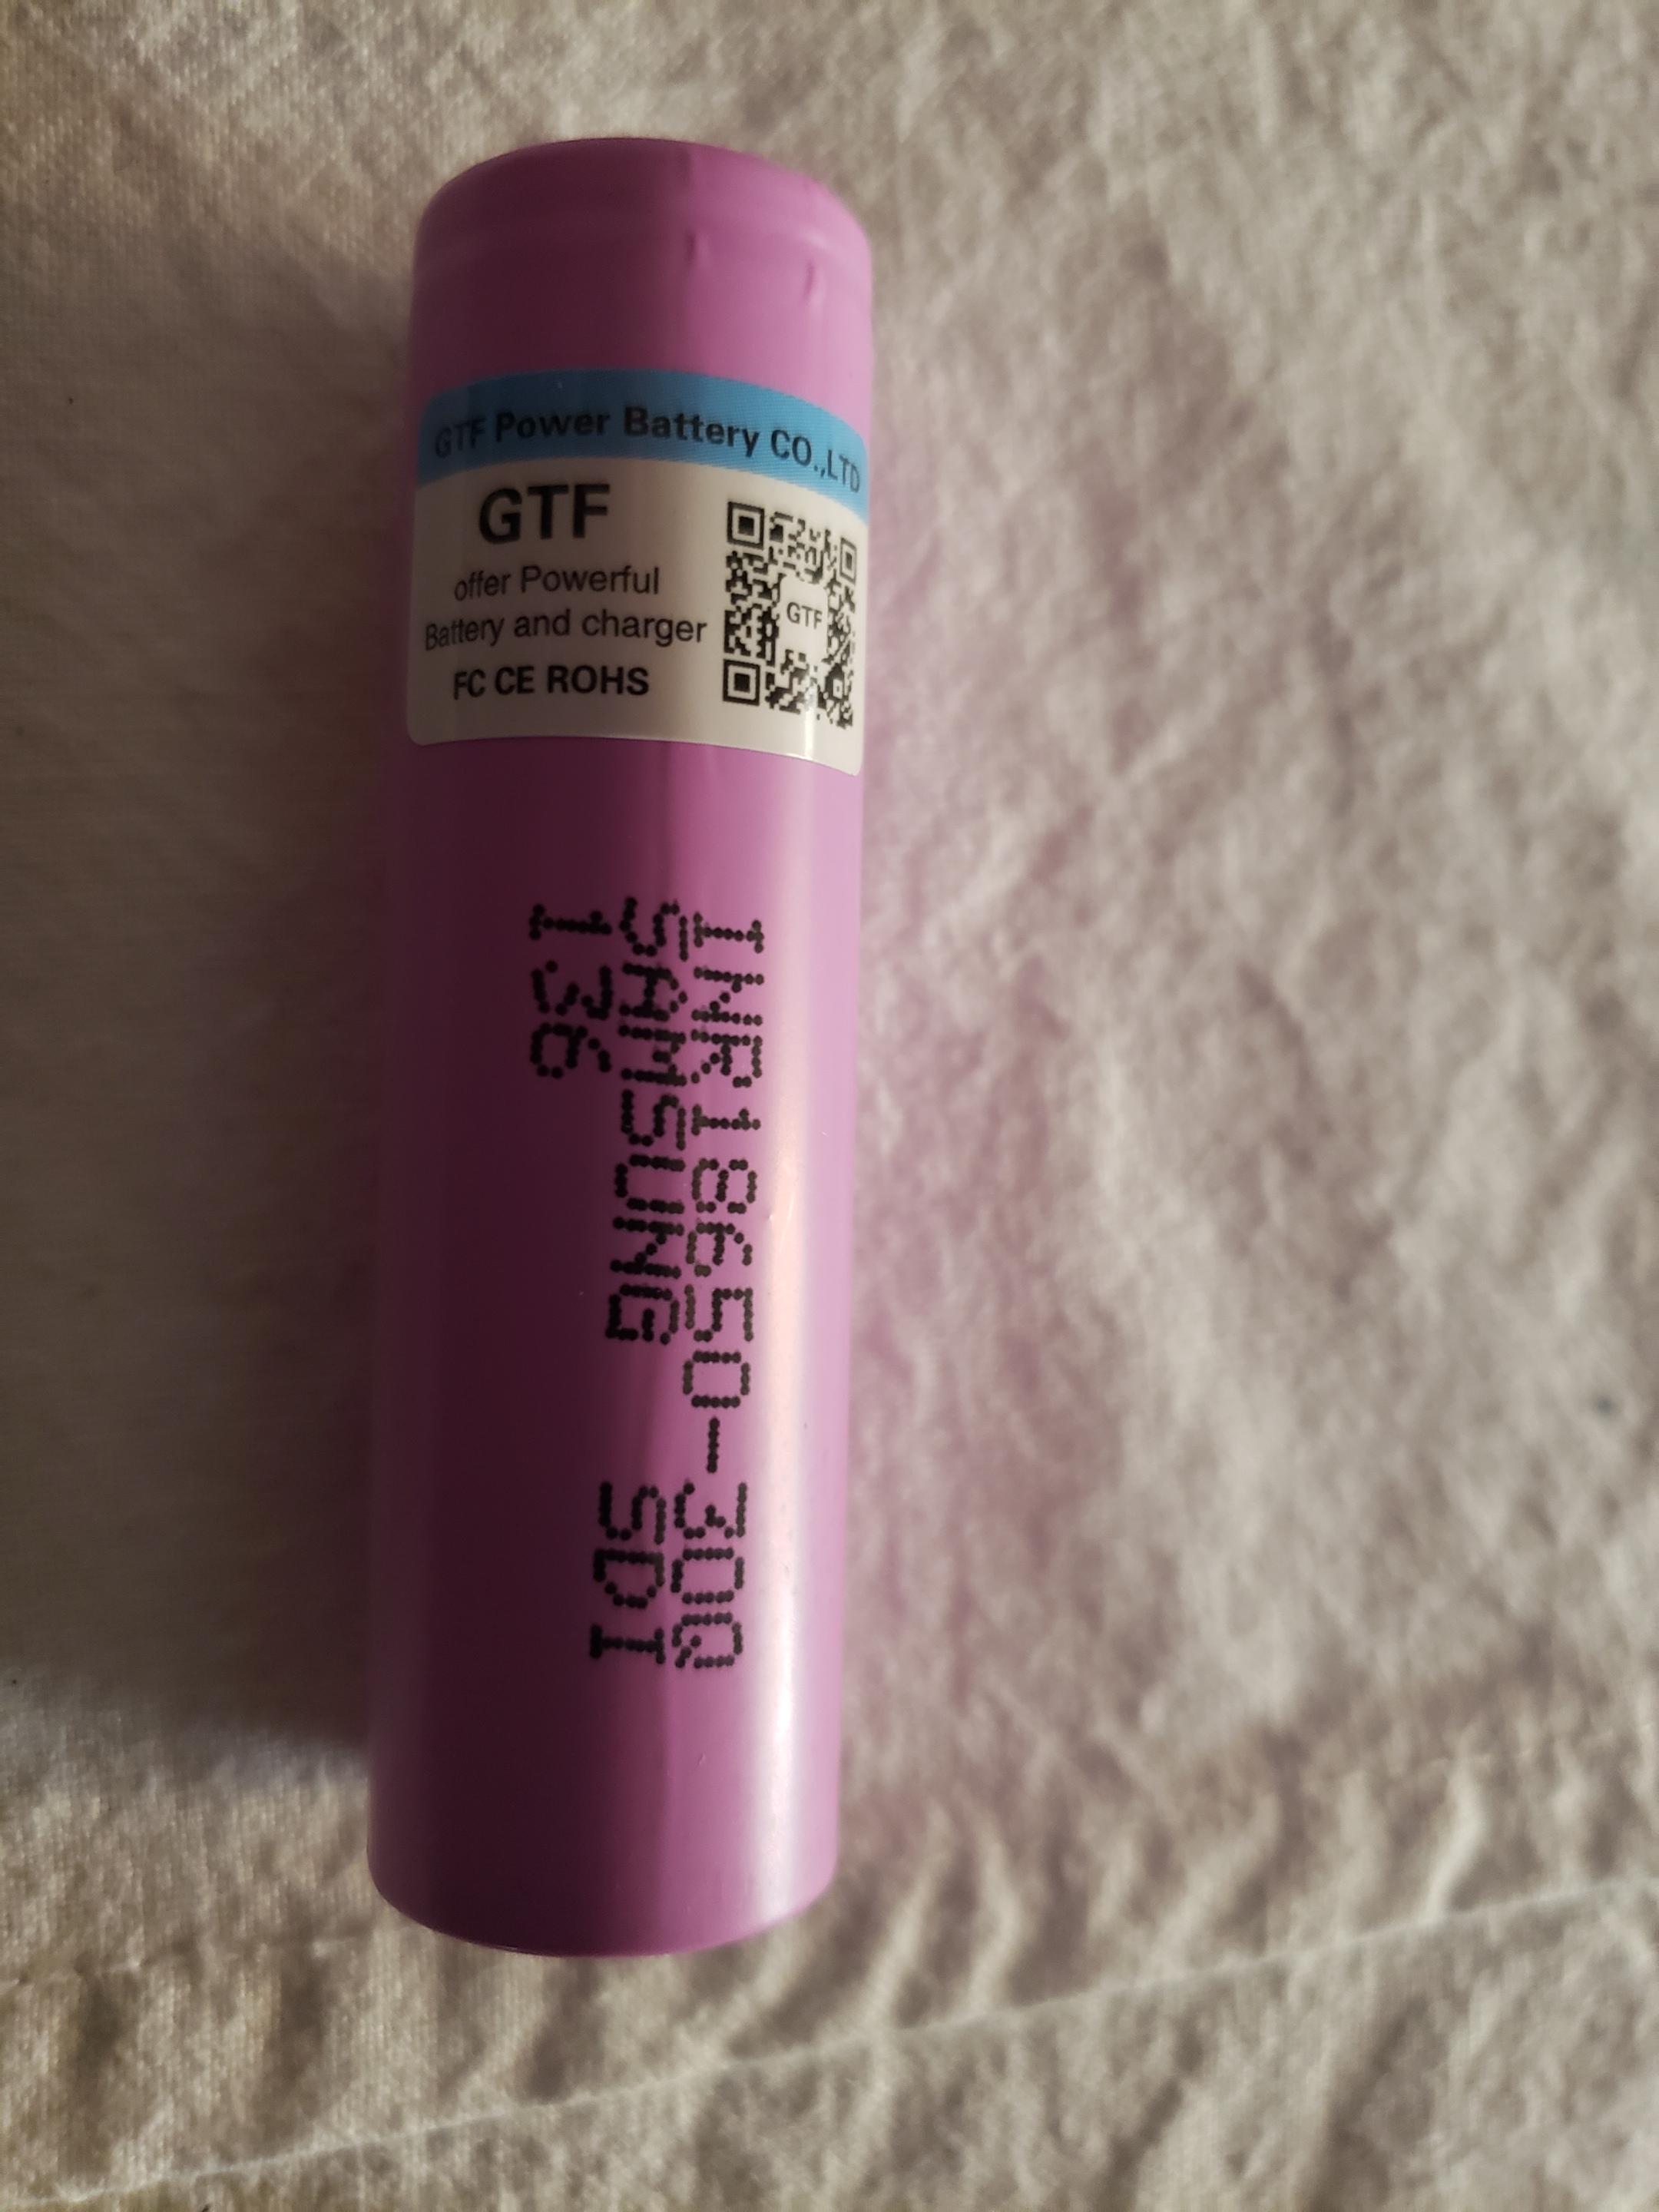 GTF Power Battery CO.,LTD
GTF
offer Powerful
Battery and charger
FC CE ROHS
GTF
INR18650-30Q
SAMSUNG SDI
136